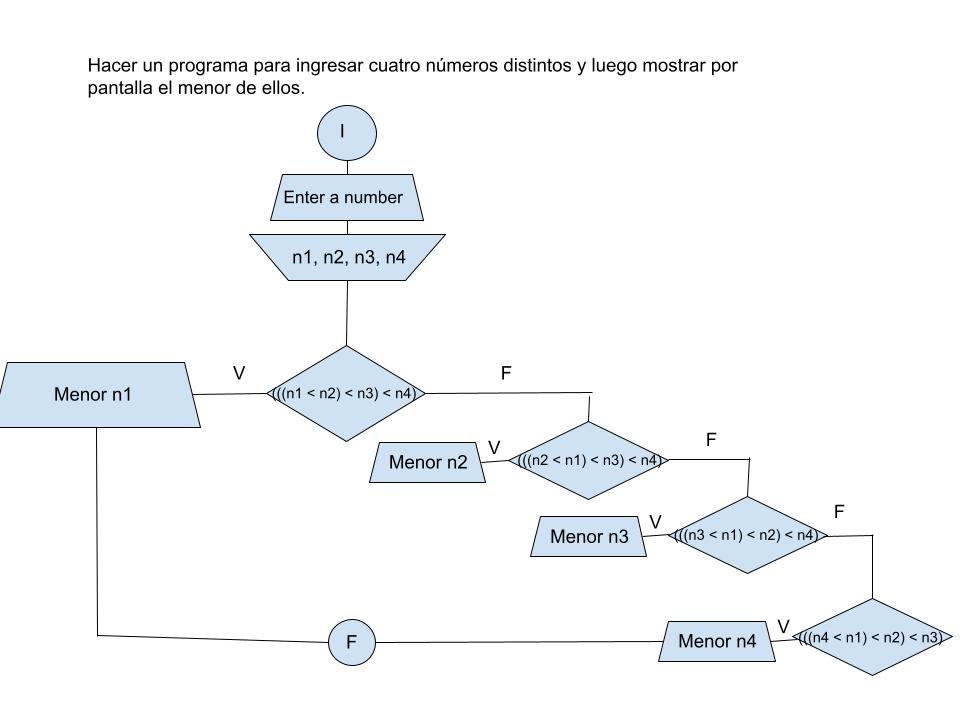 Hacer un programa para ingresar cuatro números distintos y luego mostrar por
pantalla el menor de ellos.
I
Enter a number
n1, n2, n3, n4
V
F
Menor n1
(((n1 < n2) < n3) < n4)
F
V
Menor n2
(((n2 < n1) < n3) < n4)
F
V
Menor n3
(((n3 < n1) < n2) < n4)
V
F
Menor n4
(((n4 < n1) < n2) < n3)